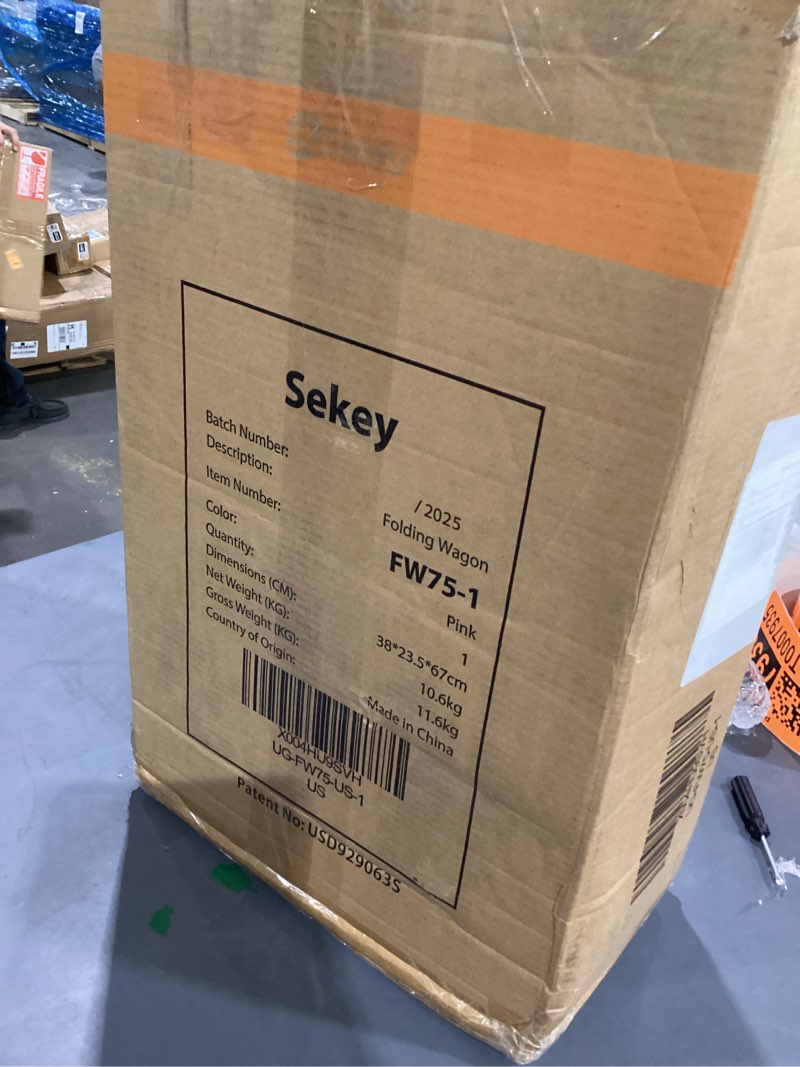 FRAGILE
Sekey
Batch Number: / 2025
Description: Folding Wagon
Item Number: FW75-1
Color: Pink
Quantity: 1
Dimensions (CM): 38*23.5*67cm
Net Weight (KG): 10.6kg
Gross Weight (KG): 11.6kg
Country of Origin: Made in China
X004HU9SVH
UG-FW75-US-1
US
Patent No: USD929063S
T0007935